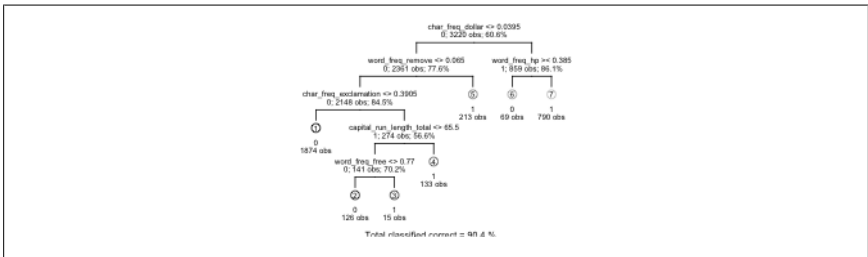 char_freq_dollar <> 0.0395
0; 3220 obs; 60.6%
word_freq_remove <> 0.065
0; 2361 obs; 77.6%
word_freq_hp >< 0.385
1; 859 obs; 86.1%
char_freq_exclamation <> 0.3905
0; 2148 obs; 84.5%
⑤
1
213 obs
⑥
0
69 obs
⑦
1
790 obs
①
0
1874 obs
capital_run_length_total <> 65.5
1; 274 obs; 56.6%
word_freq_free <> 0.77
0; 141 obs; 70.2%
④
1
133 obs
②
0
126 obs
③
1
15 obs
Total classified correct = 90.4 %